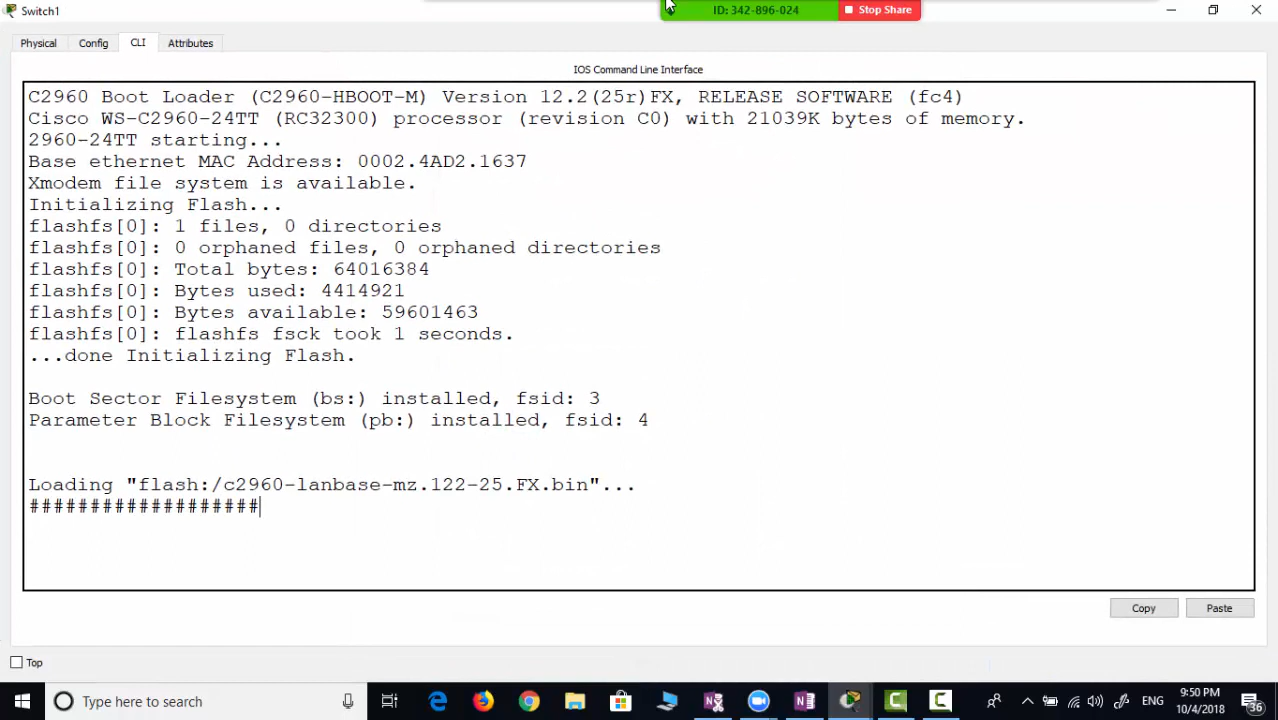 Switch1
ID: 342-896-024
Stop Share
Physical
Config
CLI
Attributes
IOS Command Line Interface
C2960 Boot Loader (C2960-HBOOT-M) Version 12.2(25r)FX, RELEASE SOFTWARE (fc4)
Cisco WS-C2960-24TT (RC32300) processor (revision C0) with 21039K bytes of memory.
2960-24TT starting...
Base ethernet MAC Address: 0002.4AD2.1637
Xmodem file system is available.
Initializing Flash...
flashfs[0]: 1 files, 0 directories
flashfs[0]: 0 orphaned files, 0 orphaned directories
flashfs[0]: Total bytes: 64016384
flashfs[0]: Bytes used: 4414921
flashfs[0]: Bytes available: 59601463
flashfs[0]: flashfs fsck took 1 seconds.
...done Initializing Flash.
Boot Sector Filesystem (bs:) installed, fsid: 3
Parameter Block Filesystem (pb:) installed, fsid: 4
Loading "flash:/c2960-lanbase-mz.122-25.FX.bin"...
###################
Copy
Paste
Top
Type here to search
ENG
9:50 PM
10/4/2018
36